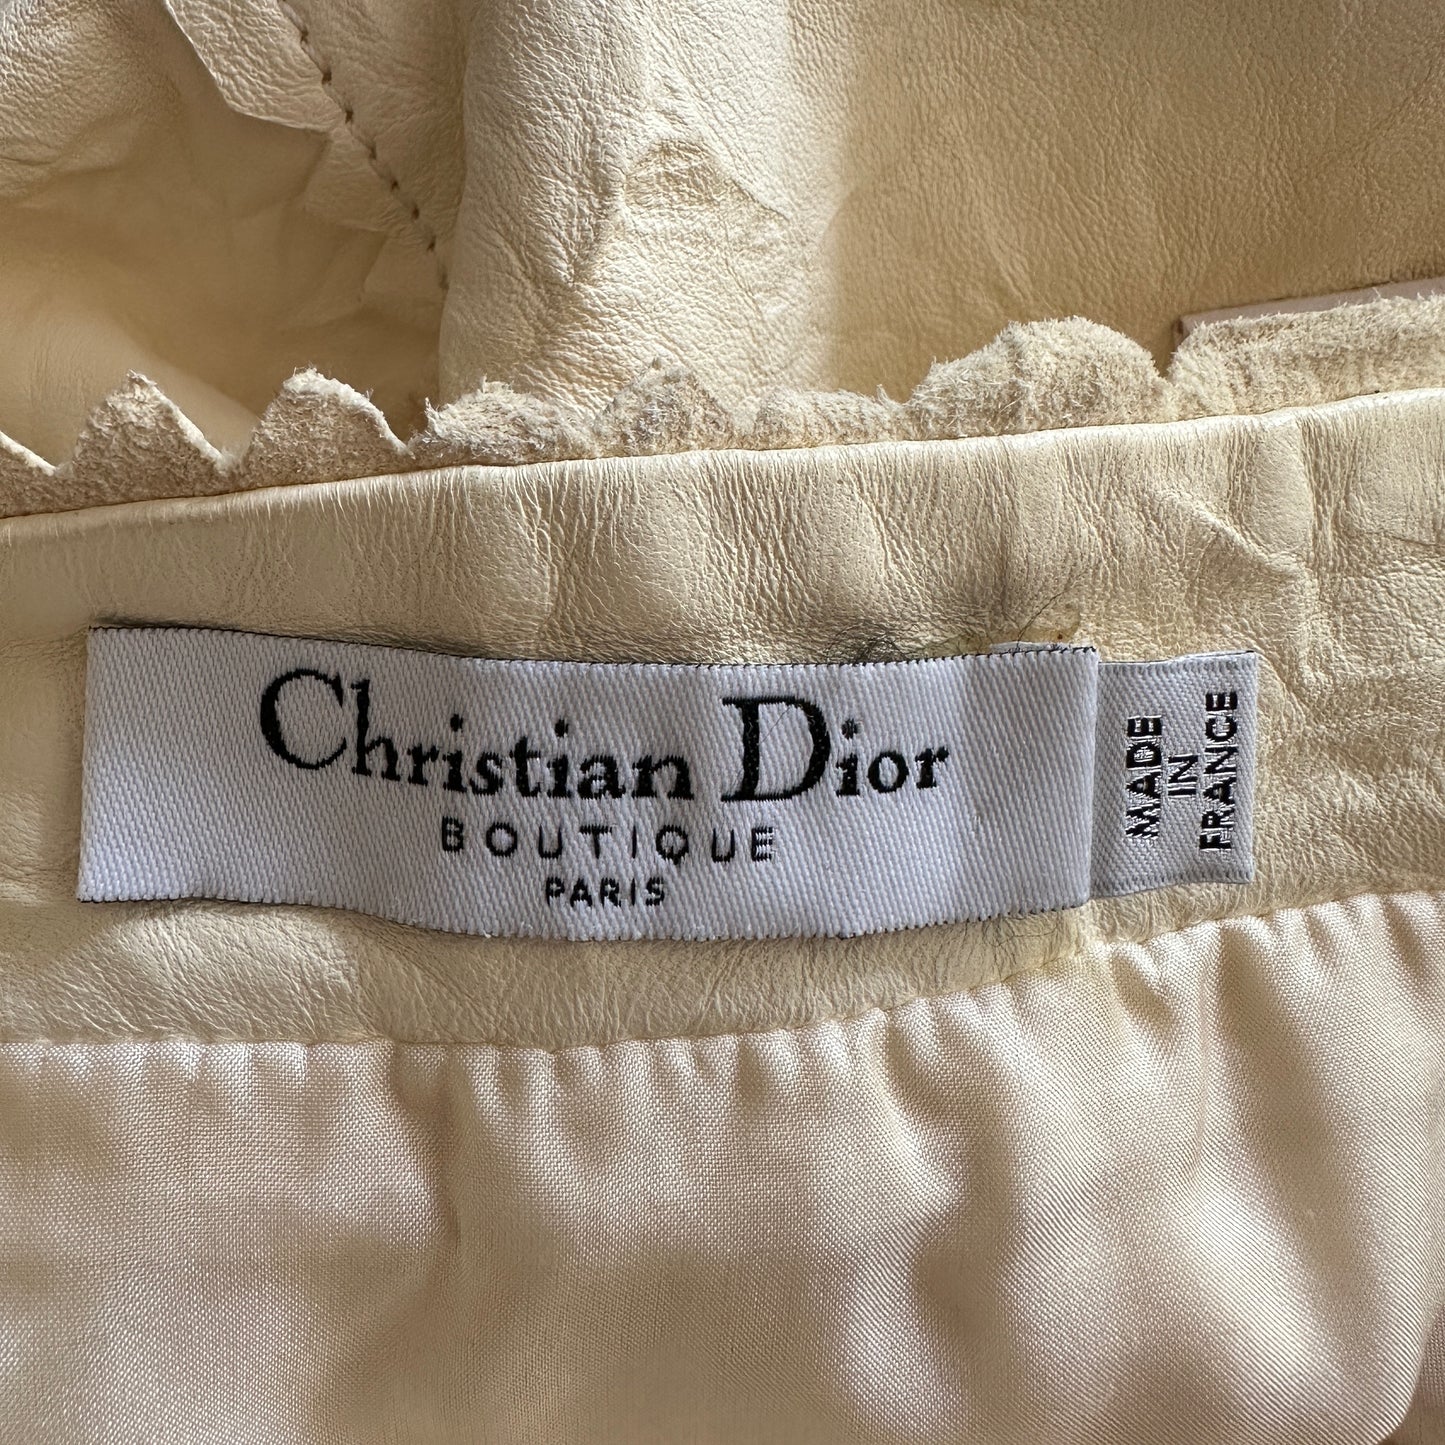 Christian Dior
BOUTIQUE
PARIS
MADE
IN
FRANCE